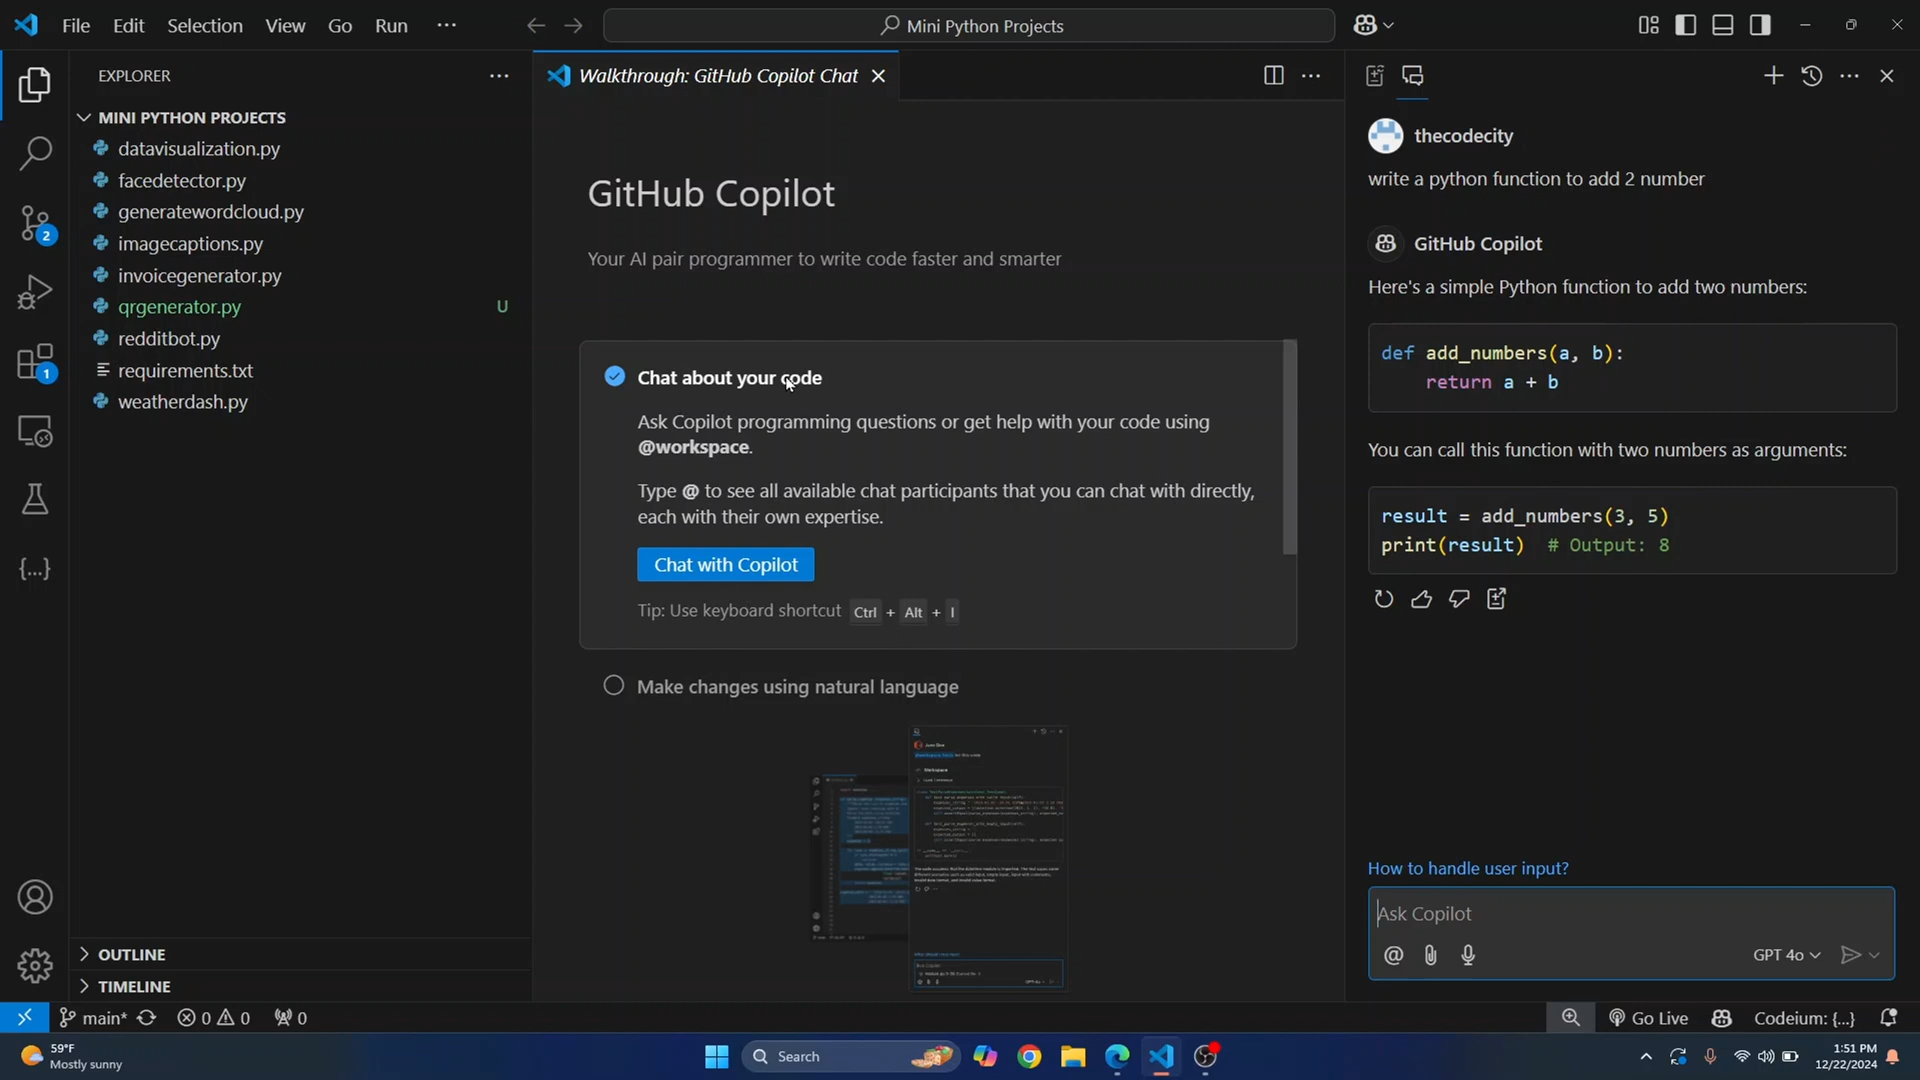 File Edit Selection View Go Run ···
Mini Python Projects
EXPLORER
MINI PYTHON PROJECTS
datavisualization.py
facedetector.py
generatewordcloud.py
imagecaptions.py
invoicegenerator.py
qrgenerator.py U
redditbot.py
requirements.txt
weatherdash.py
2
1
OUTLINE
TIMELINE
Walkthrough: GitHub Copilot Chat
GitHub Copilot
Your AI pair programmer to write code faster and smarter
Chat about your code
Ask Copilot programming questions or get help with your code using
@workspace.
Type @ to see all available chat participants that you can chat with directly,
each with their own expertise.
Chat with Copilot
Tip: Use keyboard shortcut Ctrl + Alt + I
Make changes using natural language
thecodecity
write a python function to add 2 number
GitHub Copilot
Here's a simple Python function to add two numbers:
def add_numbers(a, b):
    return a + b
You can call this function with two numbers as arguments:
result = add_numbers(3, 5)
print(result)  # Output: 8
How to handle user input?
Ask Copilot
GPT 4o
main* 0 0 0
Go Live Codeium: {...}
59°F
Mostly sunny
Search
1:51 PM
12/22/2024